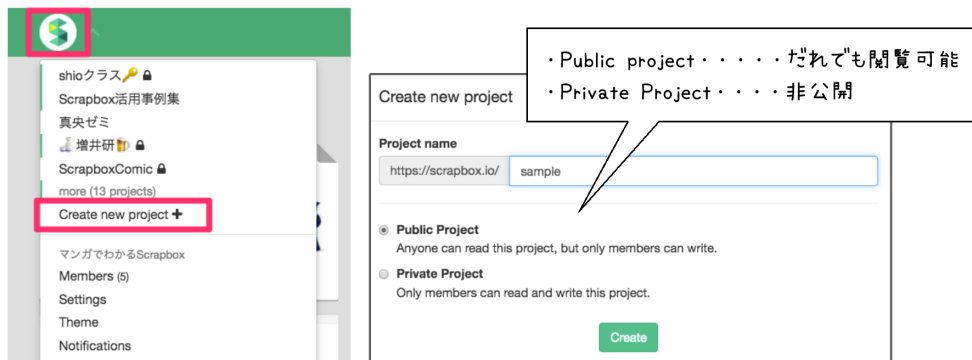 shioクラス🔑
Scrapbox活用事例集
真央ゼミ
増井研🍺
ScrapboxComic
more (13 projects)
Create new project +
マンガでわかるScrapbox
Members (5)
Settings
Theme
Notifications
・Public project・・・・・だれでも閲覧可能
・Private Project・・・・非公開
Create new project
Project name
https://scrapbox.io/ sample
Public Project
Anyone can read this project, but only members can write.
Private Project
Only members can read and write this project.
Create